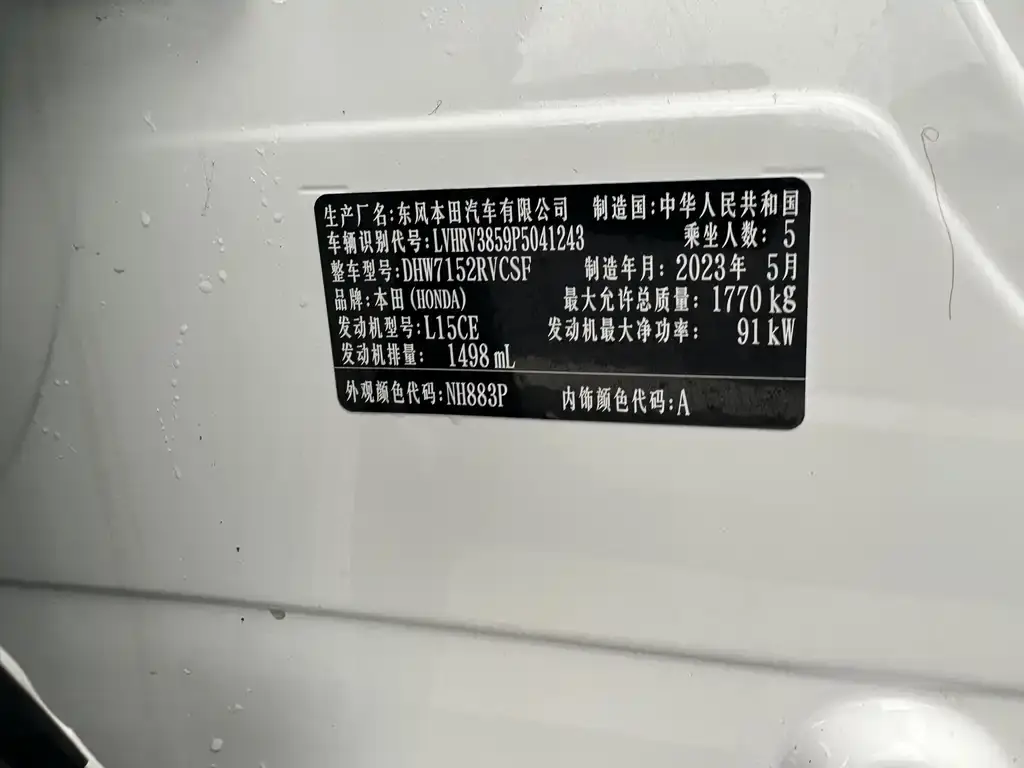 生产厂名:东风本田汽车有限公司 制造国:中华人民共和国
车辆识别代号:LVHRV3859P5041243 乘坐人数: 5
整车型号:DHW7152RVCSF 制造年月: 2023年 5月
品牌:本田(HONDA) 最大允许总质量: 1770 kg
发动机型号:L15CE 发动机最大净功率: 91 kW
发动机排量: 1498 mL
外观颜色代码:NH883P 内饰颜色代码:A